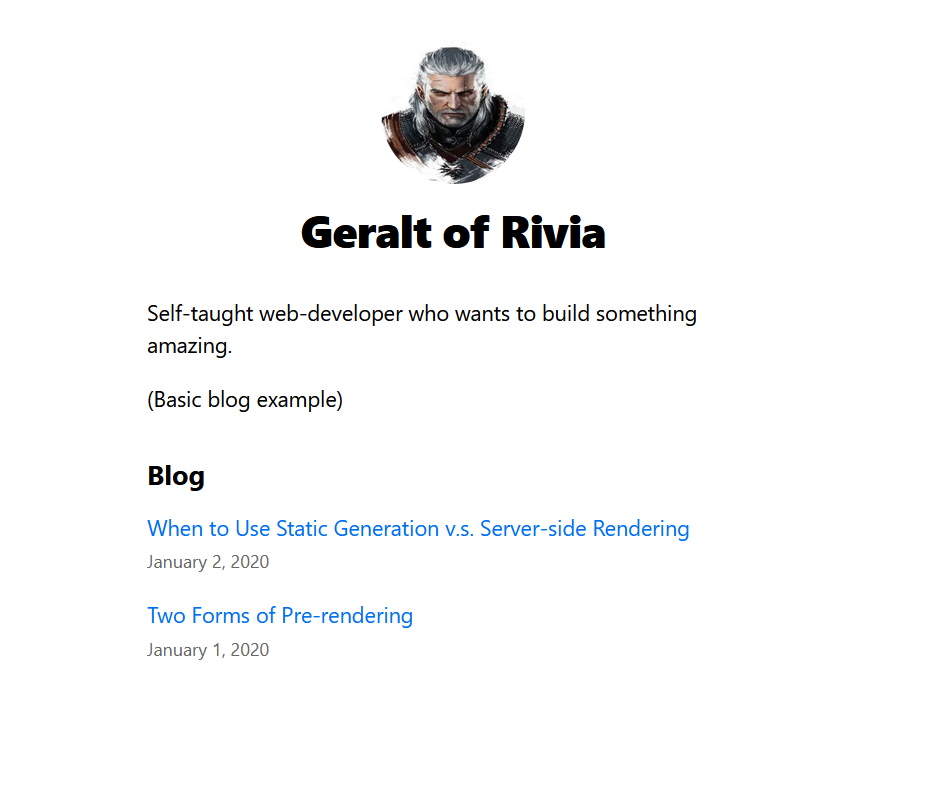 Geralt of Rivia
Self-taught web-developer who wants to build something
amazing.
(Basic blog example)
Blog
When to Use Static Generation v.s. Server-side Rendering
January 2, 2020
Two Forms of Pre-rendering
January 1, 2020